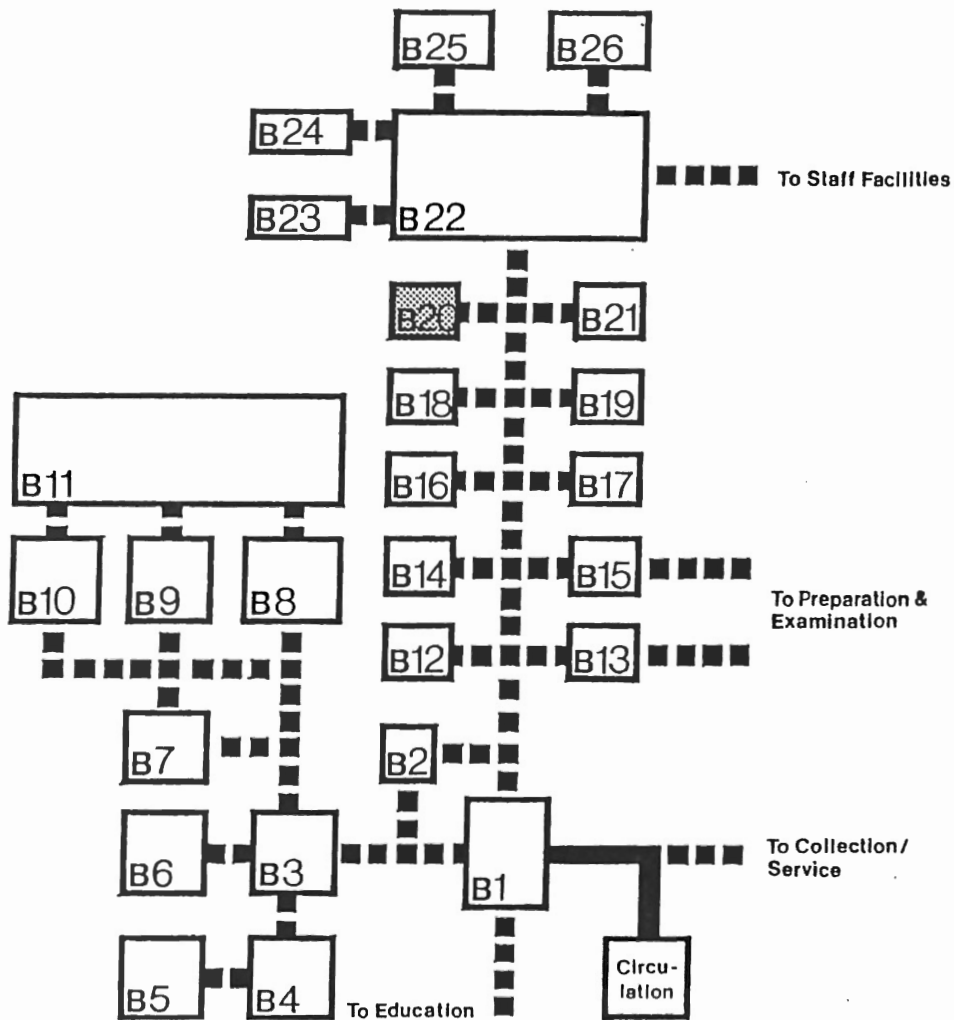 B25
B26
B24
B23
B22
To Staff Facilities
B20
B21
B18
B19
B11
B16
B17
B10
B9
B8
B14
B15
To Preparation &
Examination
B12
B13
B7
B2
B6
B3
B1
To Collection/
Service
B5
B4
To Education
Circu-
lation